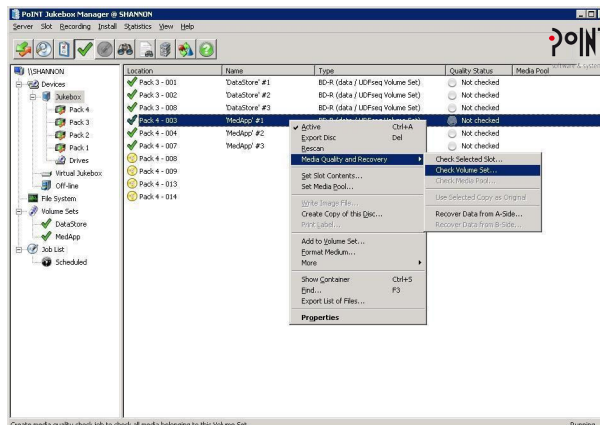 PoINT Jukebox Manager @ SHANNON
Server Slot Recording Install Statistics View Help
PoINT
software & system
\\SHANNON
Devices
Jukebox
Pack 4
Pack 3
Pack 2
Pack 1
Drives
Virtual Jukebox
Off-line
File System
Volume Sets
DataStore
MedApp
Job List
Scheduled
Location Name Type Quality Status Media Pool
Pack 3 - 001 'DataStore' #1 BD-R (data / UDFseq Volume Set) Not checked
Pack 3 - 002 'DataStore' #2 BD-R (data / UDFseq Volume Set) Not checked
Pack 3 - 008 'DataStore' #3 BD-R (data / UDFseq Volume Set) Not checked
Pack 4 - 003 'MedApp' #1 BD-R (data / UDFseq Volume Set) Not checked
Pack 4 - 004 'MedApp' #2 Not checked
Pack 4 - 007 'MedApp' #3 Not checked
Pack 4 - 008
Pack 4 - 009
Pack 4 - 013
Pack 4 - 014
Active Ctrl+A
Export Disc Del
Rescan
Media Quality and Recovery
Set Slot Contents...
Set Media Pool...
Write Image File...
Create Copy of this Disc...
Print Label...
Add to Volume Set...
Format Medium...
More
Show Container Ctrl+S
Find... F3
Export List of Files...
Properties
Check Selected Slot...
Check Volume Set...
Check Media Pool...
Use Selected Copy as Original
Recover Data from A-Side...
Recover Data from B-Side...
Create media quality check job to check all media belonging to this Volume Set Running